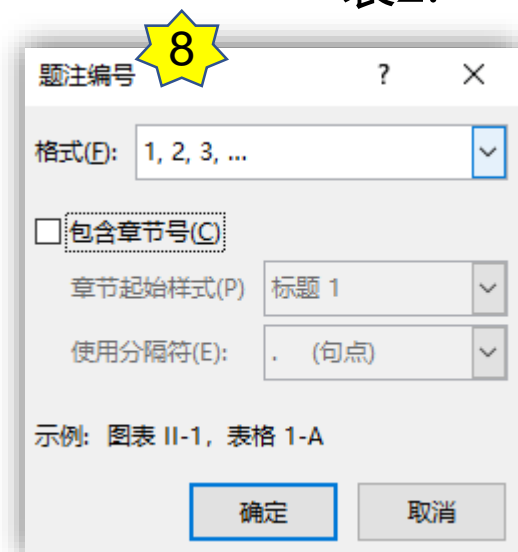 8
题注编号 ? ×
格式(F): 1, 2, 3, ...
包含章节号(C)
章节起始样式(P) 标题 1
使用分隔符(E): . (句点)
示例: 图表 II-1, 表格 1-A
确定 取消